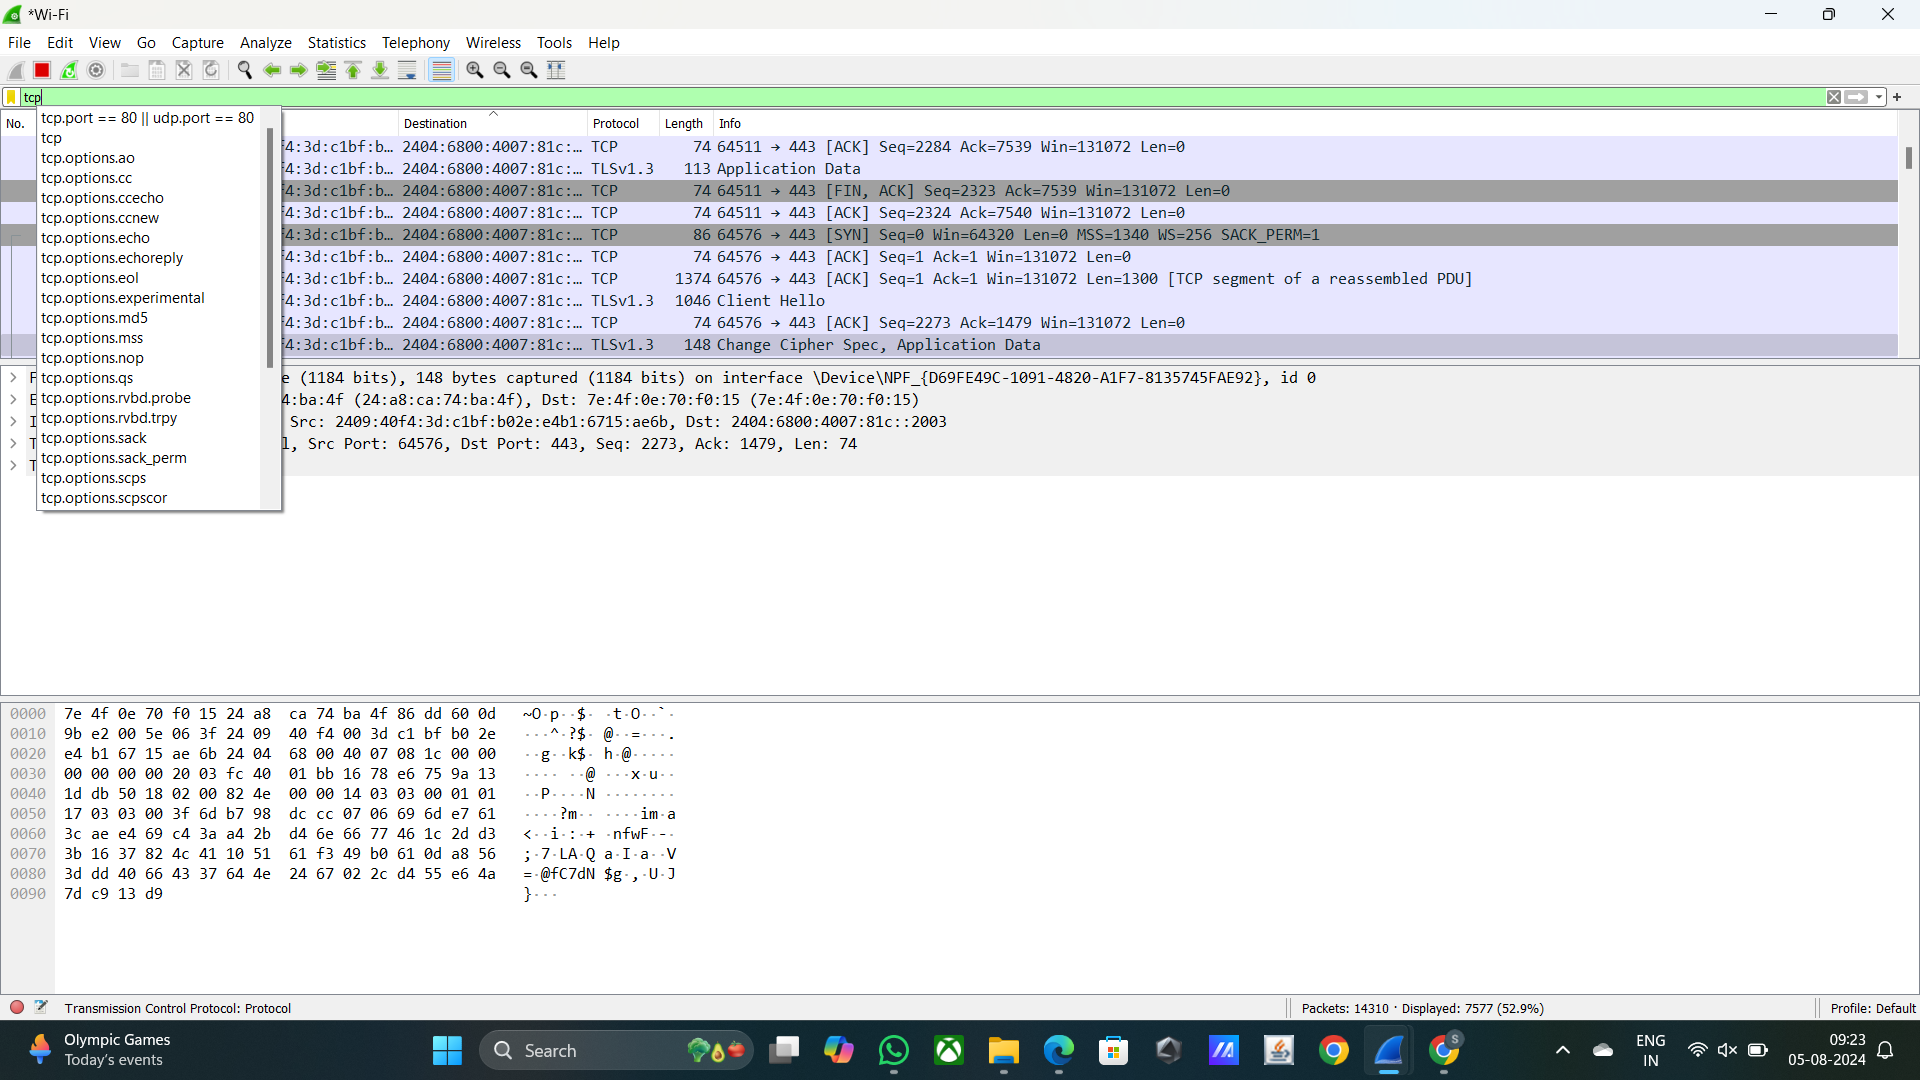 *Wi-Fi
File Edit View Go Capture Analyze Statistics Telephony Wireless Tools Help
tcp
tcp.port == 80 || udp.port == 80
tcp
tcp.options.ao
tcp.options.cc
tcp.options.ccecho
tcp.options.ccnew
tcp.options.echo
tcp.options.echoreply
tcp.options.eol
tcp.options.experimental
tcp.options.md5
tcp.options.mss
tcp.options.nop
tcp.options.qs
tcp.options.rvbd.probe
tcp.options.rvbd.trpy
tcp.options.sack
tcp.options.sack_perm
tcp.options.scps
tcp.options.scpscor
No. Destination Protocol Length Info
f4:3d:c1bf:b… 2404:6800:4007:81c:… TCP 74 64511 → 443 [ACK] Seq=2284 Ack=7539 Win=131072 Len=0
f4:3d:c1bf:b… 2404:6800:4007:81c:… TLSv1.3 113 Application Data
f4:3d:c1bf:b… 2404:6800:4007:81c:… TCP 74 64511 → 443 [FIN, ACK] Seq=2323 Ack=7539 Win=131072 Len=0
f4:3d:c1bf:b… 2404:6800:4007:81c:… TCP 74 64511 → 443 [ACK] Seq=2324 Ack=7540 Win=131072 Len=0
f4:3d:c1bf:b… 2404:6800:4007:81c:… TCP 86 64576 → 443 [SYN] Seq=0 Win=64320 Len=0 MSS=1340 WS=256 SACK_PERM=1
f4:3d:c1bf:b… 2404:6800:4007:81c:… TCP 74 64576 → 443 [ACK] Seq=1 Ack=1 Win=131072 Len=0
f4:3d:c1bf:b… 2404:6800:4007:81c:… TCP 1374 64576 → 443 [ACK] Seq=1 Ack=1 Win=131072 Len=1300 [TCP segment of a reassembled PDU]
f4:3d:c1bf:b… 2404:6800:4007:81c:… TLSv1.3 1046 Client Hello
f4:3d:c1bf:b… 2404:6800:4007:81c:… TCP 74 64576 → 443 [ACK] Seq=2273 Ack=1479 Win=131072 Len=0
f4:3d:c1bf:b… 2404:6800:4007:81c:… TLSv1.3 148 Change Cipher Spec, Application Data
e (1184 bits), 148 bytes captured (1184 bits) on interface \Device\NPF_{D69FE49C-1091-4820-A1F7-8135745FAE92}, id 0
4:ba:4f (24:a8:ca:74:ba:4f), Dst: 7e:4f:0e:70:f0:15 (7e:4f:0e:70:f0:15)
Src: 2409:40f4:3d:c1bf:b02e:e4b1:6715:ae6b, Dst: 2404:6800:4007:81c::2003
l, Src Port: 64576, Dst Port: 443, Seq: 2273, Ack: 1479, Len: 74
0000 7e 4f 0e 70 f0 15 24 a8 ca 74 ba 4f 86 dd 60 0d ~O·p··$· ·t·O··`·
0010 9b e2 00 5e 06 3f 24 09 40 f4 00 3d c1 bf b0 2e ···^·?$· @··=···.
0020 e4 b1 67 15 ae 6b 24 04 68 00 40 07 08 1c 00 00 ··g··k$· h·@·····
0030 00 00 00 00 20 03 fc 40 01 bb 16 78 e6 75 9a 13 ···· ··@ ···x·u··
0040 1d db 50 18 02 00 82 4e 00 00 14 03 03 00 01 01 ··P····N ········
0050 17 03 03 00 3f 6d b7 98 dc cc 07 06 69 6d e7 61 ····?m·· ····im·a
0060 3c ae e4 69 c4 3a a4 2b d4 6e 66 77 46 1c 2d d3 <··i·:·+ ·nfwF·-·
0070 3b 16 37 82 4c 41 10 51 61 f3 49 b0 61 0d a8 56 ;·7·LA·Q a·I·a··V
0080 3d dd 40 66 43 37 64 4e 24 67 02 2c d4 55 e6 4a =·@fC7dN $g·,·U·J
0090 7d c9 13 d9 }···
Transmission Control Protocol: Protocol Packets: 14310 · Displayed: 7577 (52.9%) Profile: Default
Olympic Games
Today's events
Search
S
ENG
IN
09:23
05-08-2024